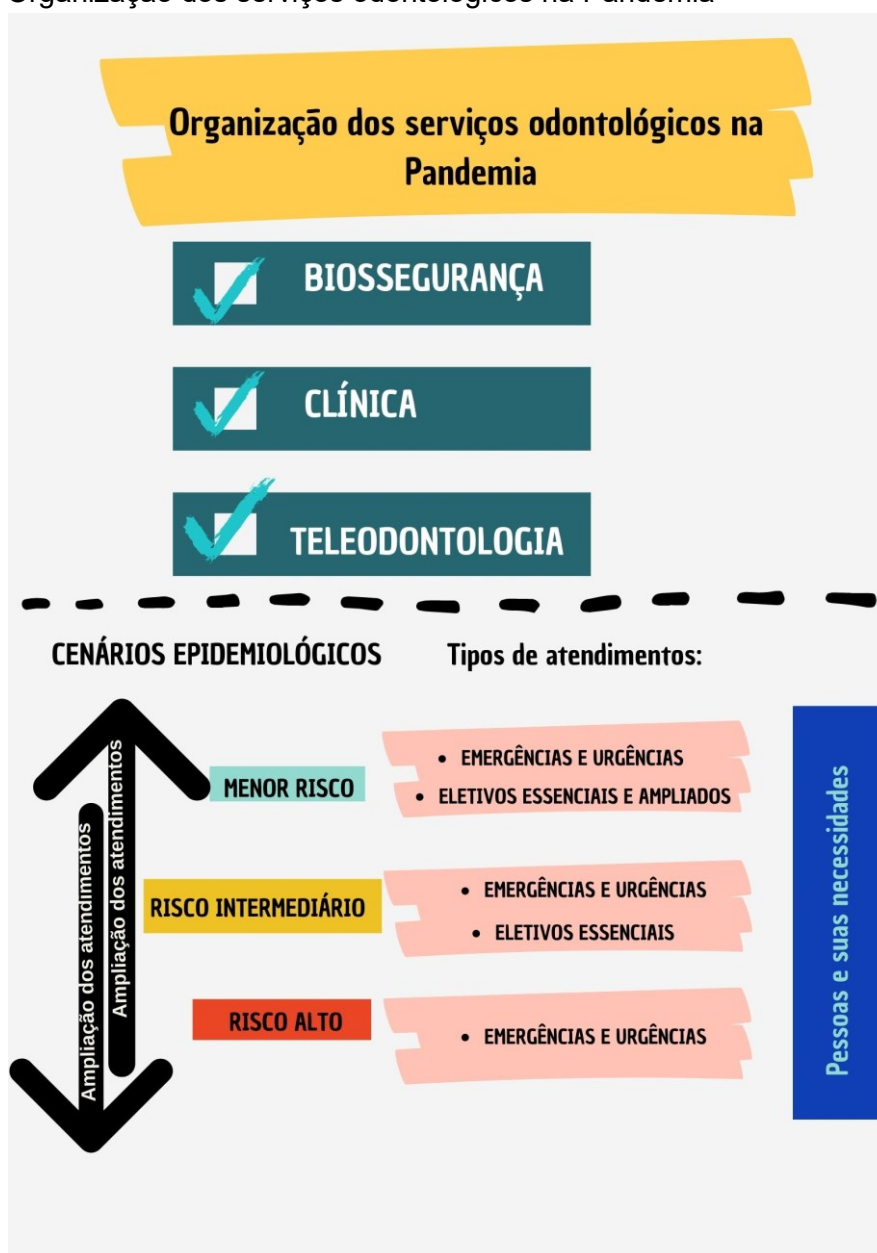 Organização dos serviços odontológicos na Pandemia
Organização dos serviços odontológicos na
Pandemia
BIOSSEGURANÇA
CLÍNICA
TELEODONTOLOGIA
CENÁRIOS EPIDEMIOLÓGICOS
Tipos de atendimentos:
Ampliação dos atendimentos
Ampliação dos atendimentos
MENOR RISCO
• EMERGÊNCIAS E URGÊNCIAS
• ELETIVOS ESSENCIAIS E AMPLIADOS
RISCO INTERMEDIÁRIO
• EMERGÊNCIAS E URGÊNCIAS
• ELETIVOS ESSENCIAIS
RISCO ALTO
• EMERGÊNCIAS E URGÊNCIAS
Pessoas e suas necessidades